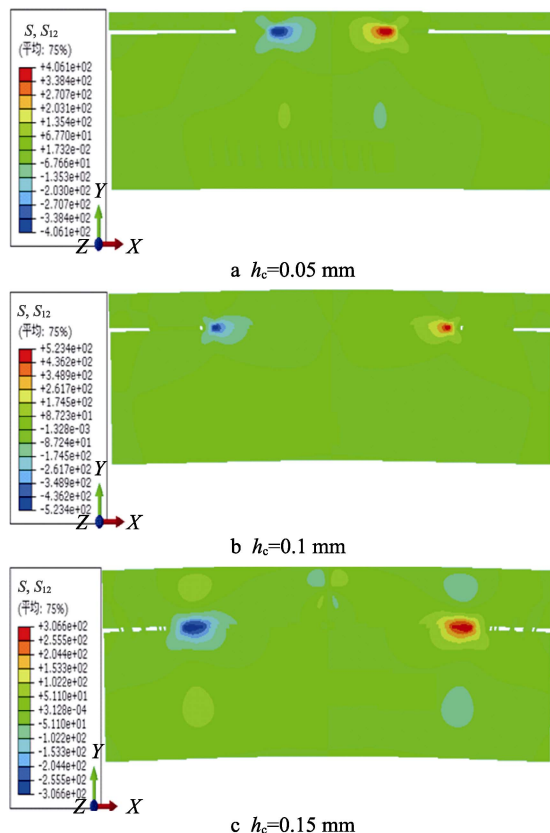 S, S12
(平均: 75%)
+4.061e+02
+3.384e+02
+2.707e+02
+2.031e+02
+1.354e+02
+6.770e+01
+1.732e-02
-6.766e+01
-1.353e+02
-2.030e+02
-2.707e+02
-3.384e+02
-4.061e+02
Y
Z X
a hc=0.05 mm
S, S12
(平均: 75%)
+5.234e+02
+4.362e+02
+3.489e+02
+2.617e+02
+1.745e+02
+8.723e+01
-1.328e-03
-8.724e+01
-1.745e+02
-2.617e+02
-3.489e+02
-4.362e+02
-5.234e+02
Y
Z X
b hc=0.1 mm
S, S12
(平均: 75%)
+3.066e+02
+2.555e+02
+2.044e+02
+1.533e+02
+1.022e+02
+5.110e+01
+3.128e-04
-5.110e+01
-1.022e+02
-1.533e+02
-2.044e+02
-2.555e+02
-3.066e+02
Y
Z X
c hc=0.15 mm